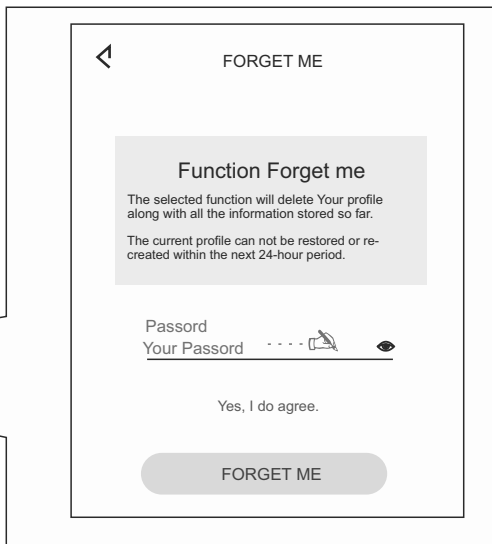 FORGET ME
Function Forget me
The selected function will delete Your profile
along with all the information stored so far.
The current profile can not be restored or re-
created within the next 24-hour period.
Passord
Your Passord
Yes, I do agree.
FORGET ME